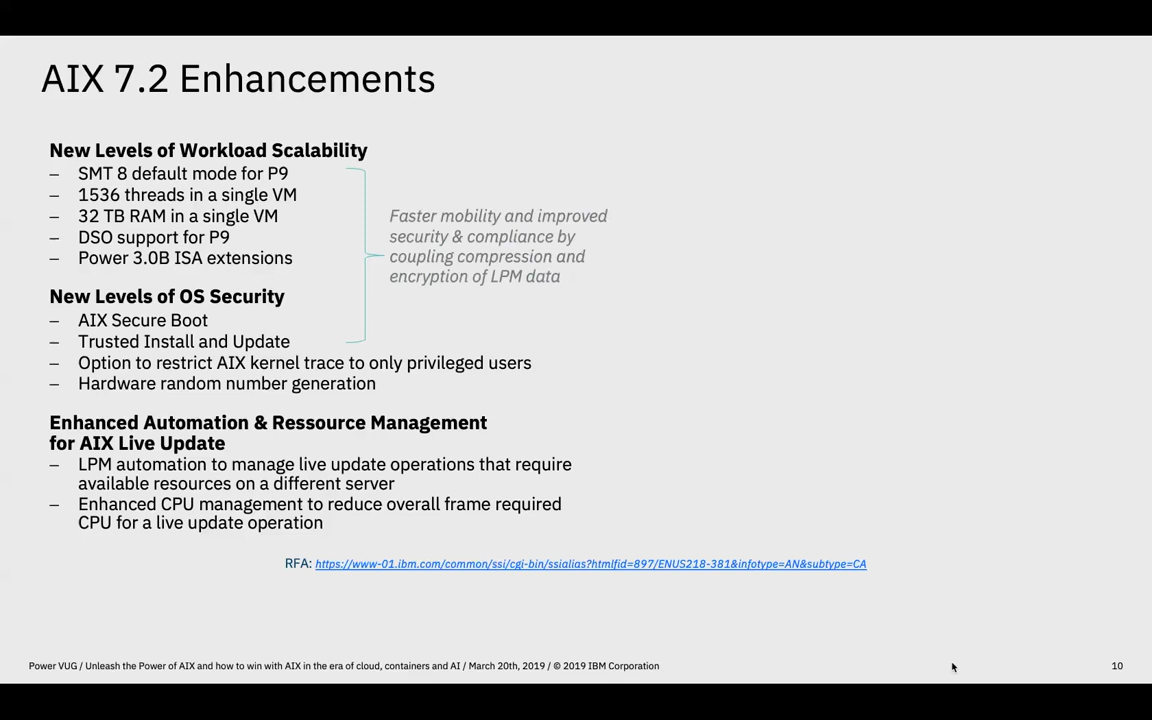 AIX 7.2 Enhancements
New Levels of Workload Scalability
– SMT 8 default mode for P9
– 1536 threads in a single VM
– 32 TB RAM in a single VM
– DSO support for P9
– Power 3.0B ISA extensions
Faster mobility and improved
security & compliance by
coupling compression and
encryption of LPM data
New Levels of OS Security
– AIX Secure Boot
– Trusted Install and Update
– Option to restrict AIX kernel trace to only privileged users
– Hardware random number generation
Enhanced Automation & Ressource Management
for AIX Live Update
– LPM automation to manage live update operations that require
available resources on a different server
– Enhanced CPU management to reduce overall frame required
CPU for a live update operation
RFA: https://www-01.ibm.com/common/ssi/cgi-bin/ssialias?htmlfid=897/ENUS218-381&infotype=AN&subtype=CA
Power VUG / Unleash the Power of AIX and how to win with AIX in the era of cloud, containers and AI / March 20th, 2019 / © 2019 IBM Corporation
10